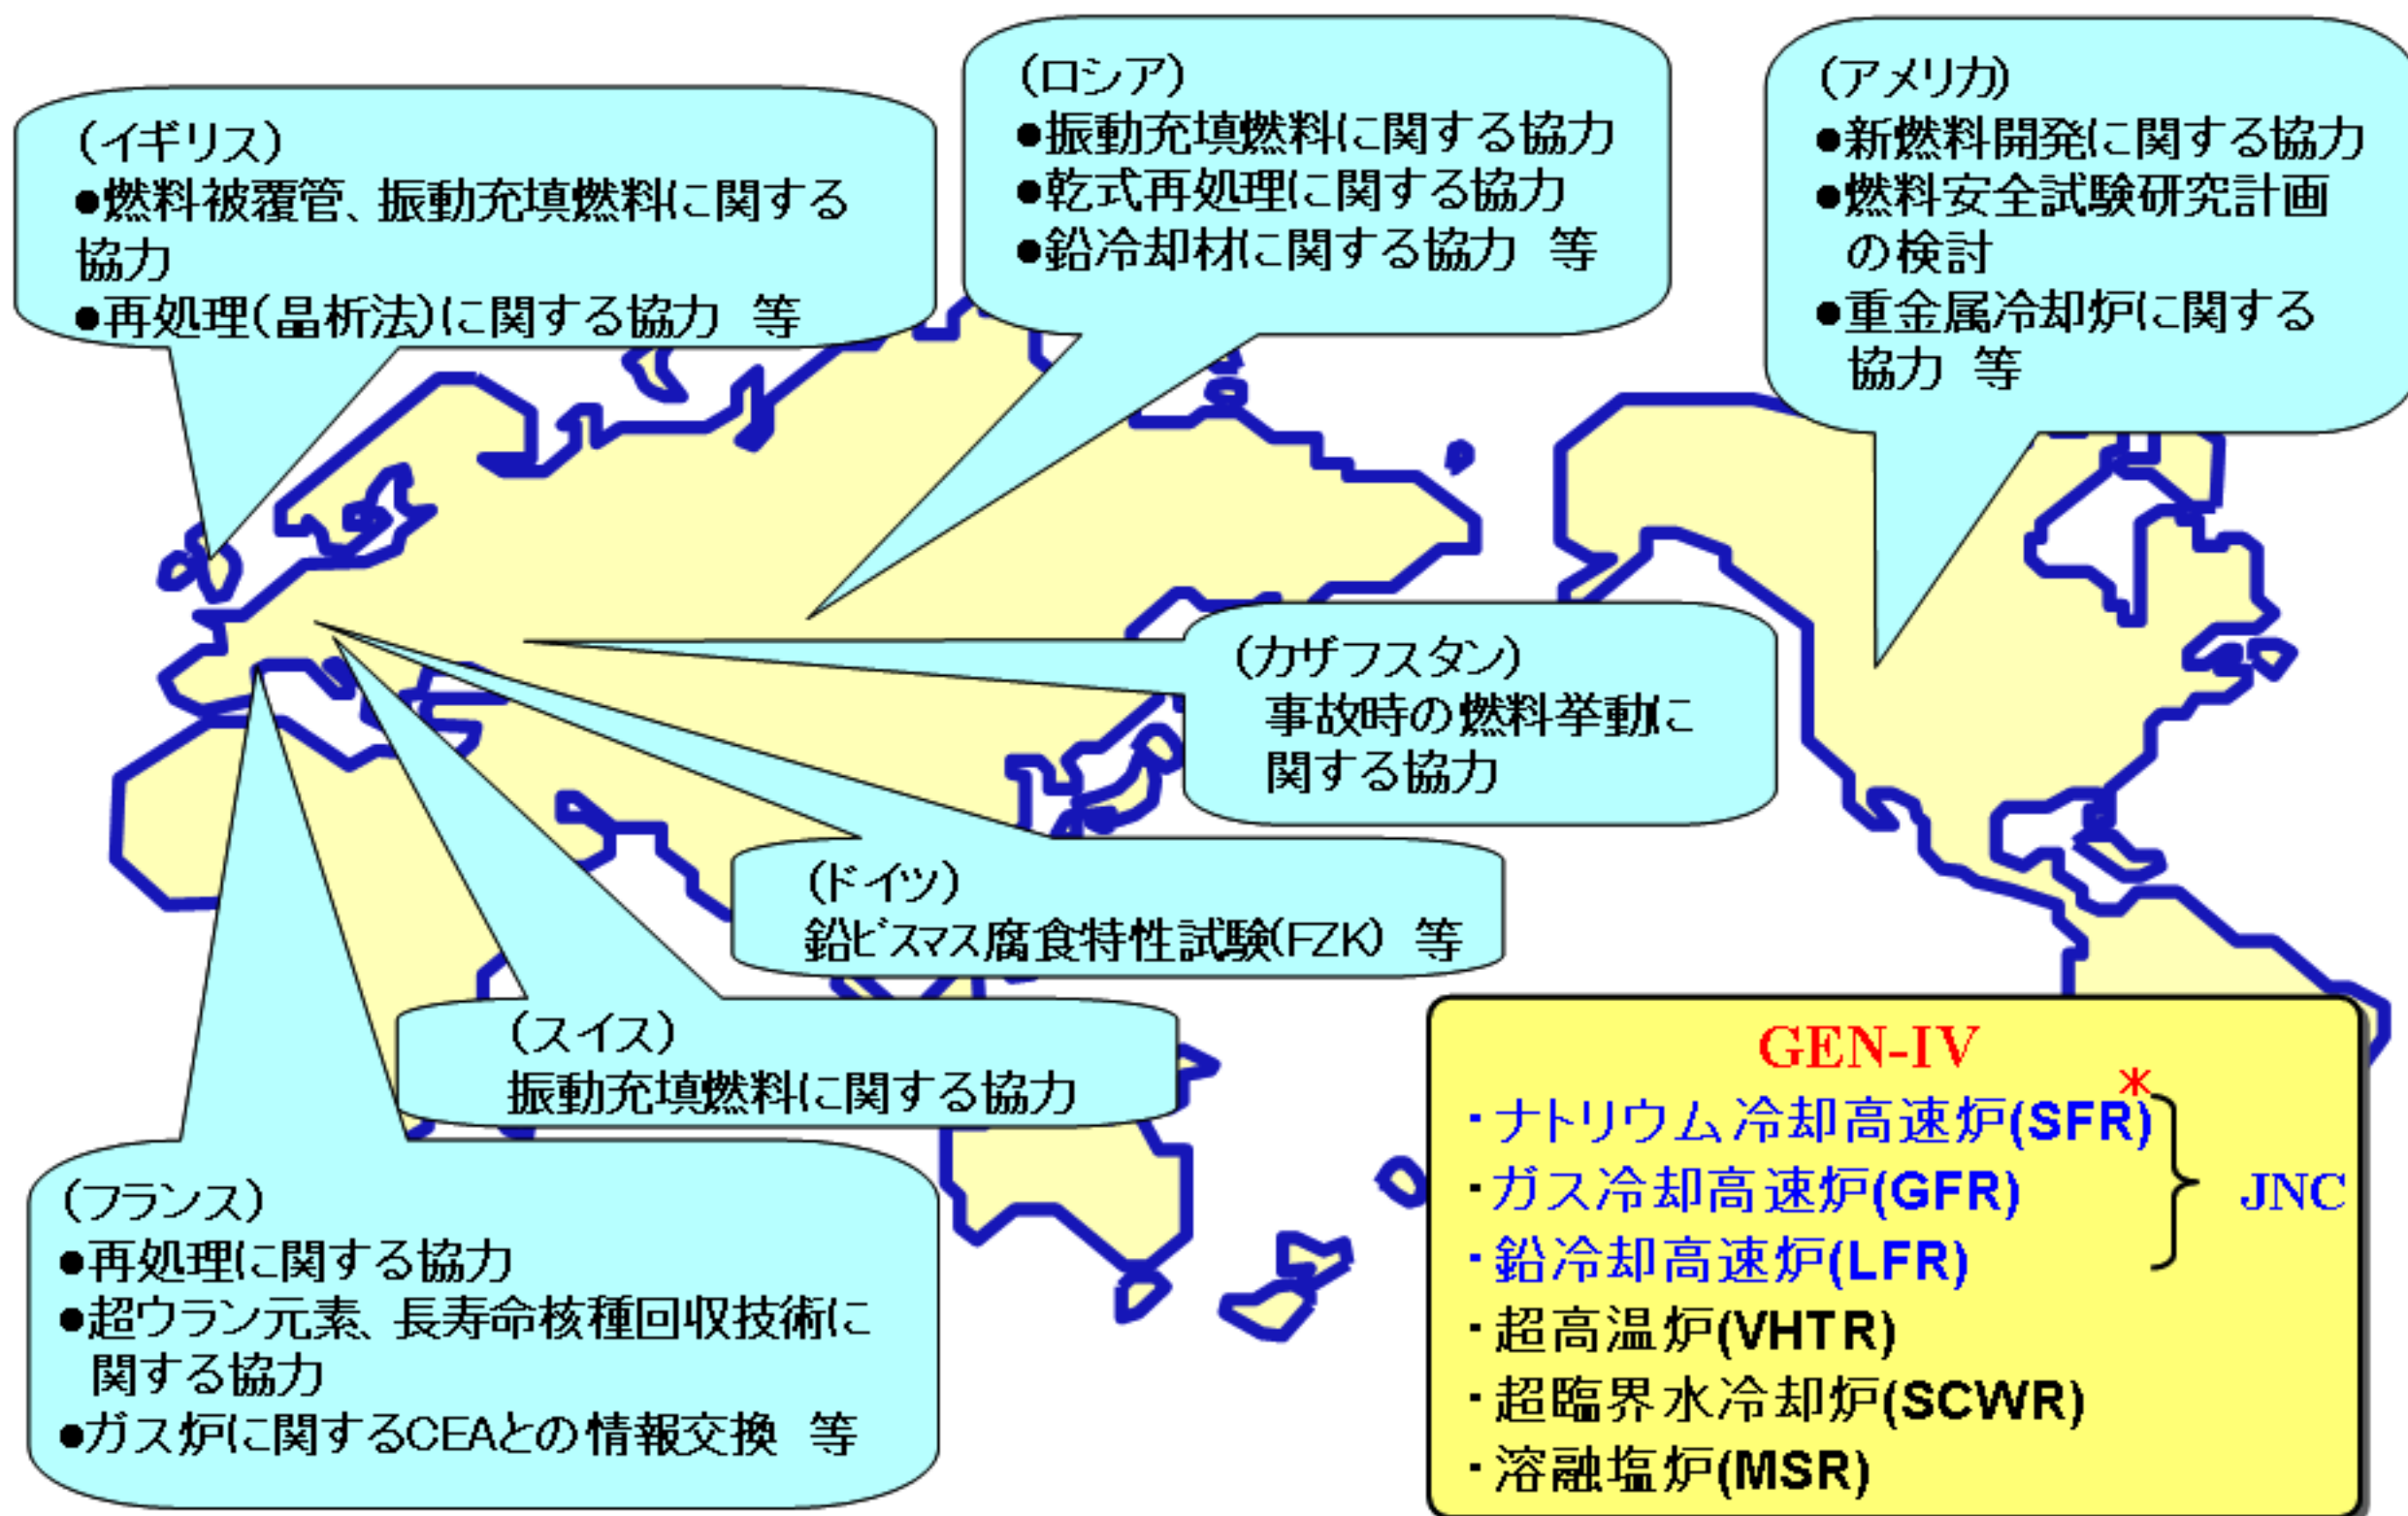 (イギリス)
●燃料被覆管、振動充填燃料に関する
協力
●再処理(晶析法)に関する協力　等
(ロシア)
●振動充填燃料に関する協力
●乾式再処理に関する協力
●鉛冷却材に関する協力　等
(アメリカ)
●新燃料開発に関する協力
●燃料安全試験研究計画
の検討
●重金属冷却炉に関する
協力　等
(カザフスタン)
事故時の燃料挙動に
関する協力
(ドイツ)
鉛ビスマス腐食特性試験(FZK)　等
(スイス)
振動充填燃料に関する協力
(フランス)
●再処理に関する協力
●超ウラン元素、長寿命核種回収技術に
関する協力
●ガス炉に関するCEAとの情報交換　等
GEN-IV
・ナトリウム冷却高速炉(SFR)*
・ガス冷却高速炉(GFR)
・鉛冷却高速炉(LFR)
JNC
・超高温炉(VHTR)
・超臨界水冷却炉(SCWR)
・溶融塩炉(MSR)